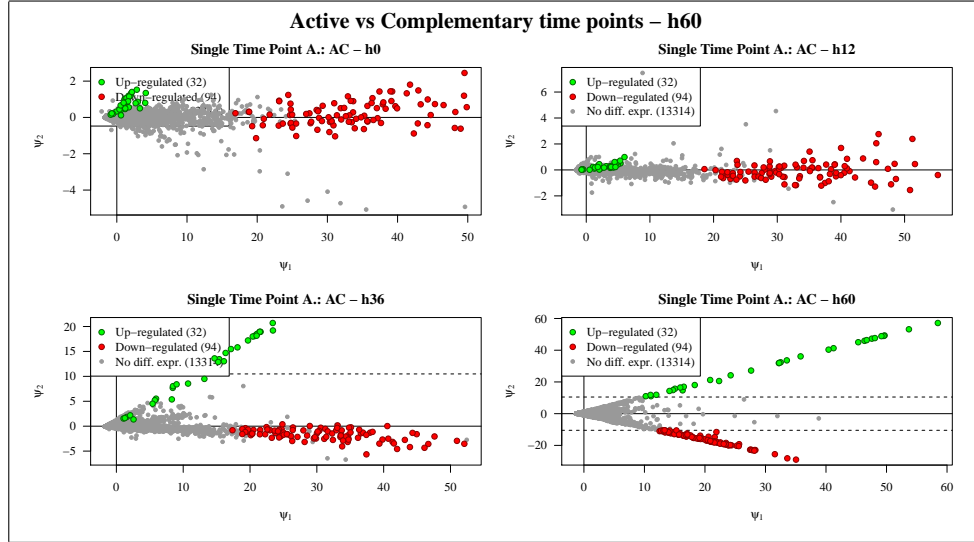 Active vs Complementary time points – h60
Single Time Point A.: AC – h0
Up-regulated (32)
Down-regulated (94)
2
0
−2
−4
ψ2
0
10
20
30
40
50
ψ1
Single Time Point A.: AC – h12
Up-regulated (32)
Down-regulated (94)
No diff. expr. (13314)
6
4
2
0
−2
ψ2
0
10
20
30
40
50
ψ1
Single Time Point A.: AC – h36
Up-regulated (32)
Down-regulated (94)
No diff. expr. (13314)
20
15
10
5
0
−5
ψ2
0
10
20
30
40
50
ψ1
Single Time Point A.: AC – h60
Up-regulated (32)
Down-regulated (94)
No diff. expr. (13314)
60
40
20
0
−20
ψ2
0
10
20
30
40
50
60
ψ1